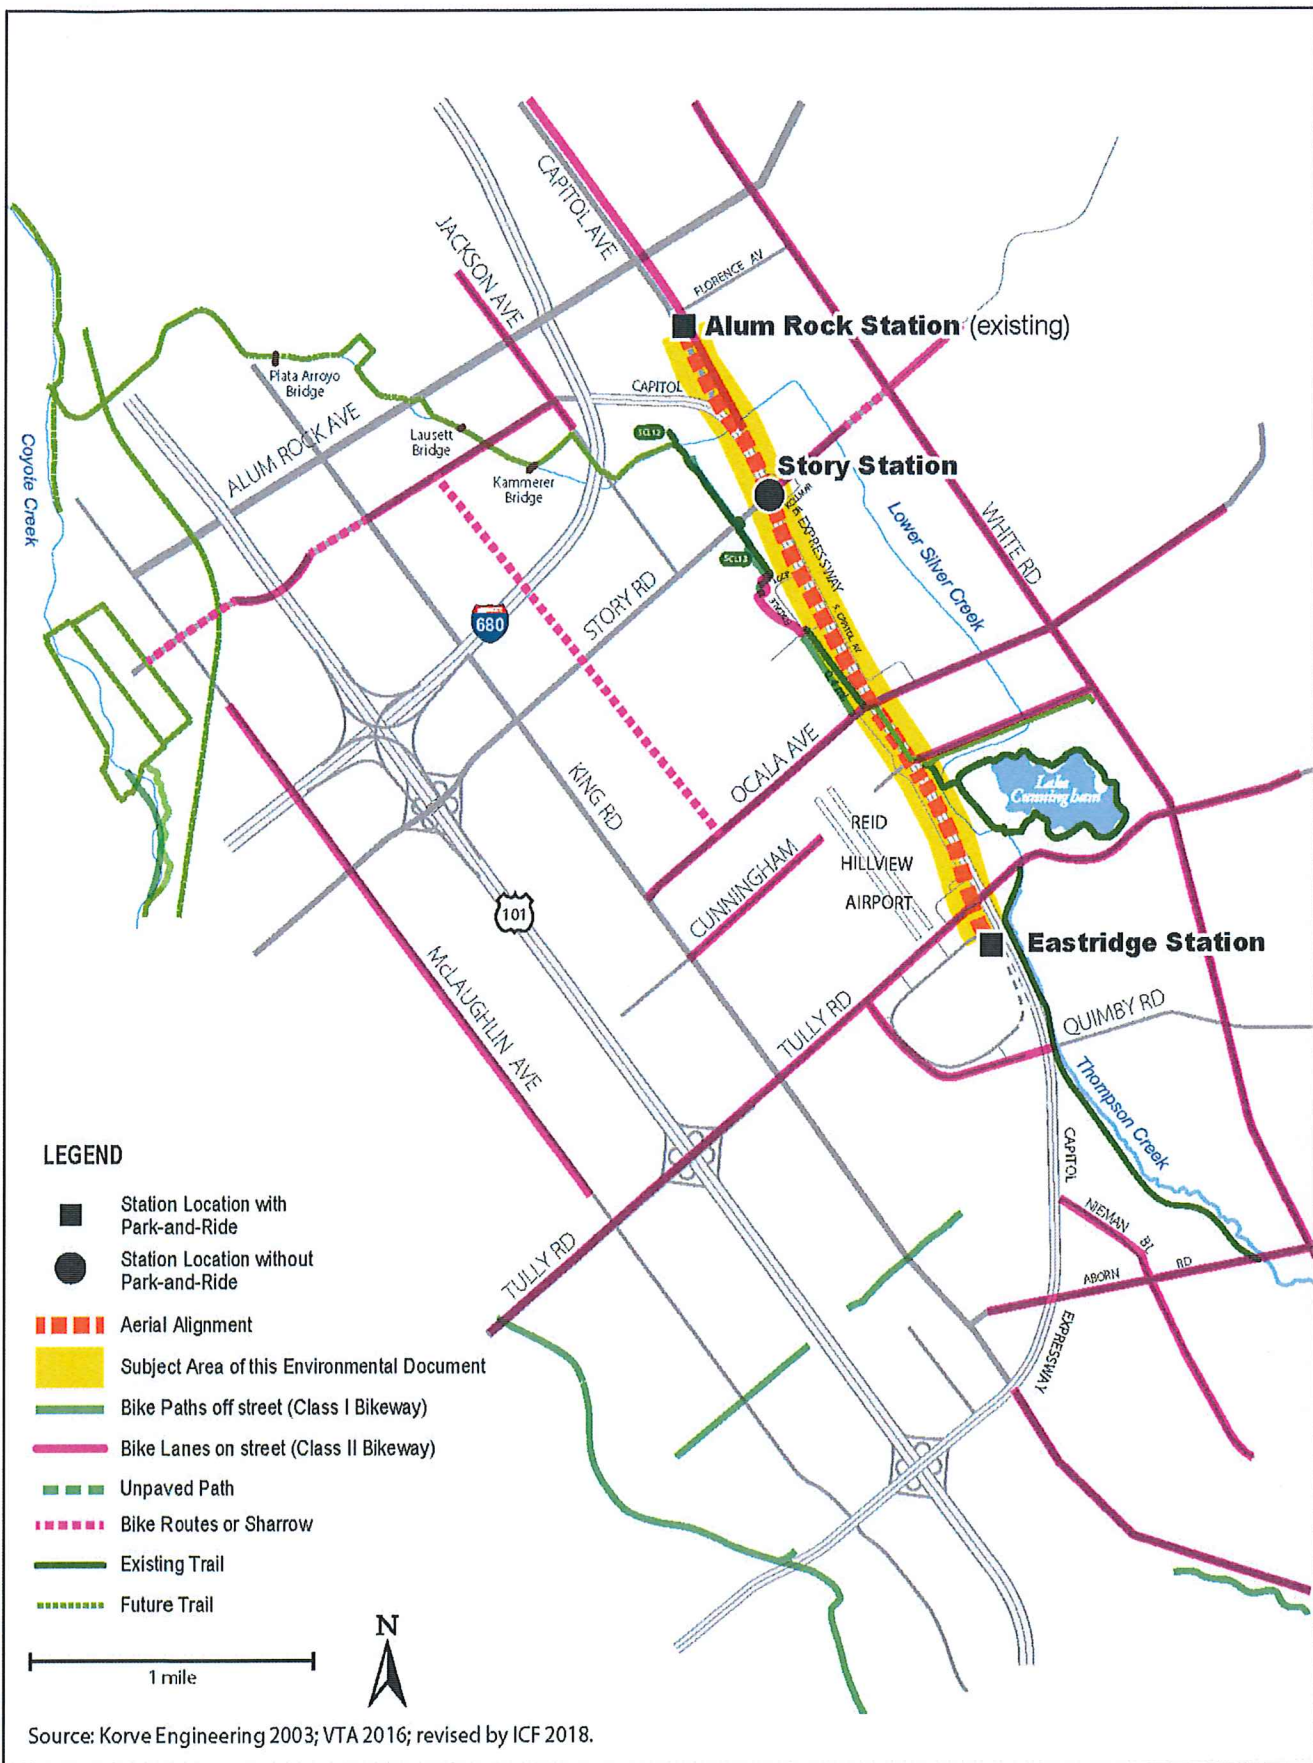 CAPITOL AVE
JACKSON AVE
FLORENCE AV
Alum Rock Station (existing)
Plata Arroyo
Bridge
CAPITOL
ALUM ROCK AVE
Lausett
Bridge
SCL12
Coyote Creek
Story Station
Kammerer
Bridge
EXPRESSWAY
Lower Silver Creek
WHITE RD
SCL13
STORY RD
680
S. CAPITOL AV
OCALA AVE
KING RD
Lake
Cunningham
REID
HILLVIEW
AIRPORT
CUNNINGHAM
101
Eastridge Station
McLAUGHLIN AVE
TULLY RD
QUIMBY RD
Thompson Creek
CAPITOL
NIEMAN BL
TULLY RD
ABORN RD
EXPRESSWAY
LEGEND
Station Location with
Park-and-Ride
Station Location without
Park-and-Ride
Aerial Alignment
Subject Area of this Environmental Document
Bike Paths off street (Class I Bikeway)
Bike Lanes on street (Class II Bikeway)
Unpaved Path
Bike Routes or Sharrow
Existing Trail
Future Trail
N
1 mile
Source: Korve Engineering 2003; VTA 2016; revised by ICF 2018.